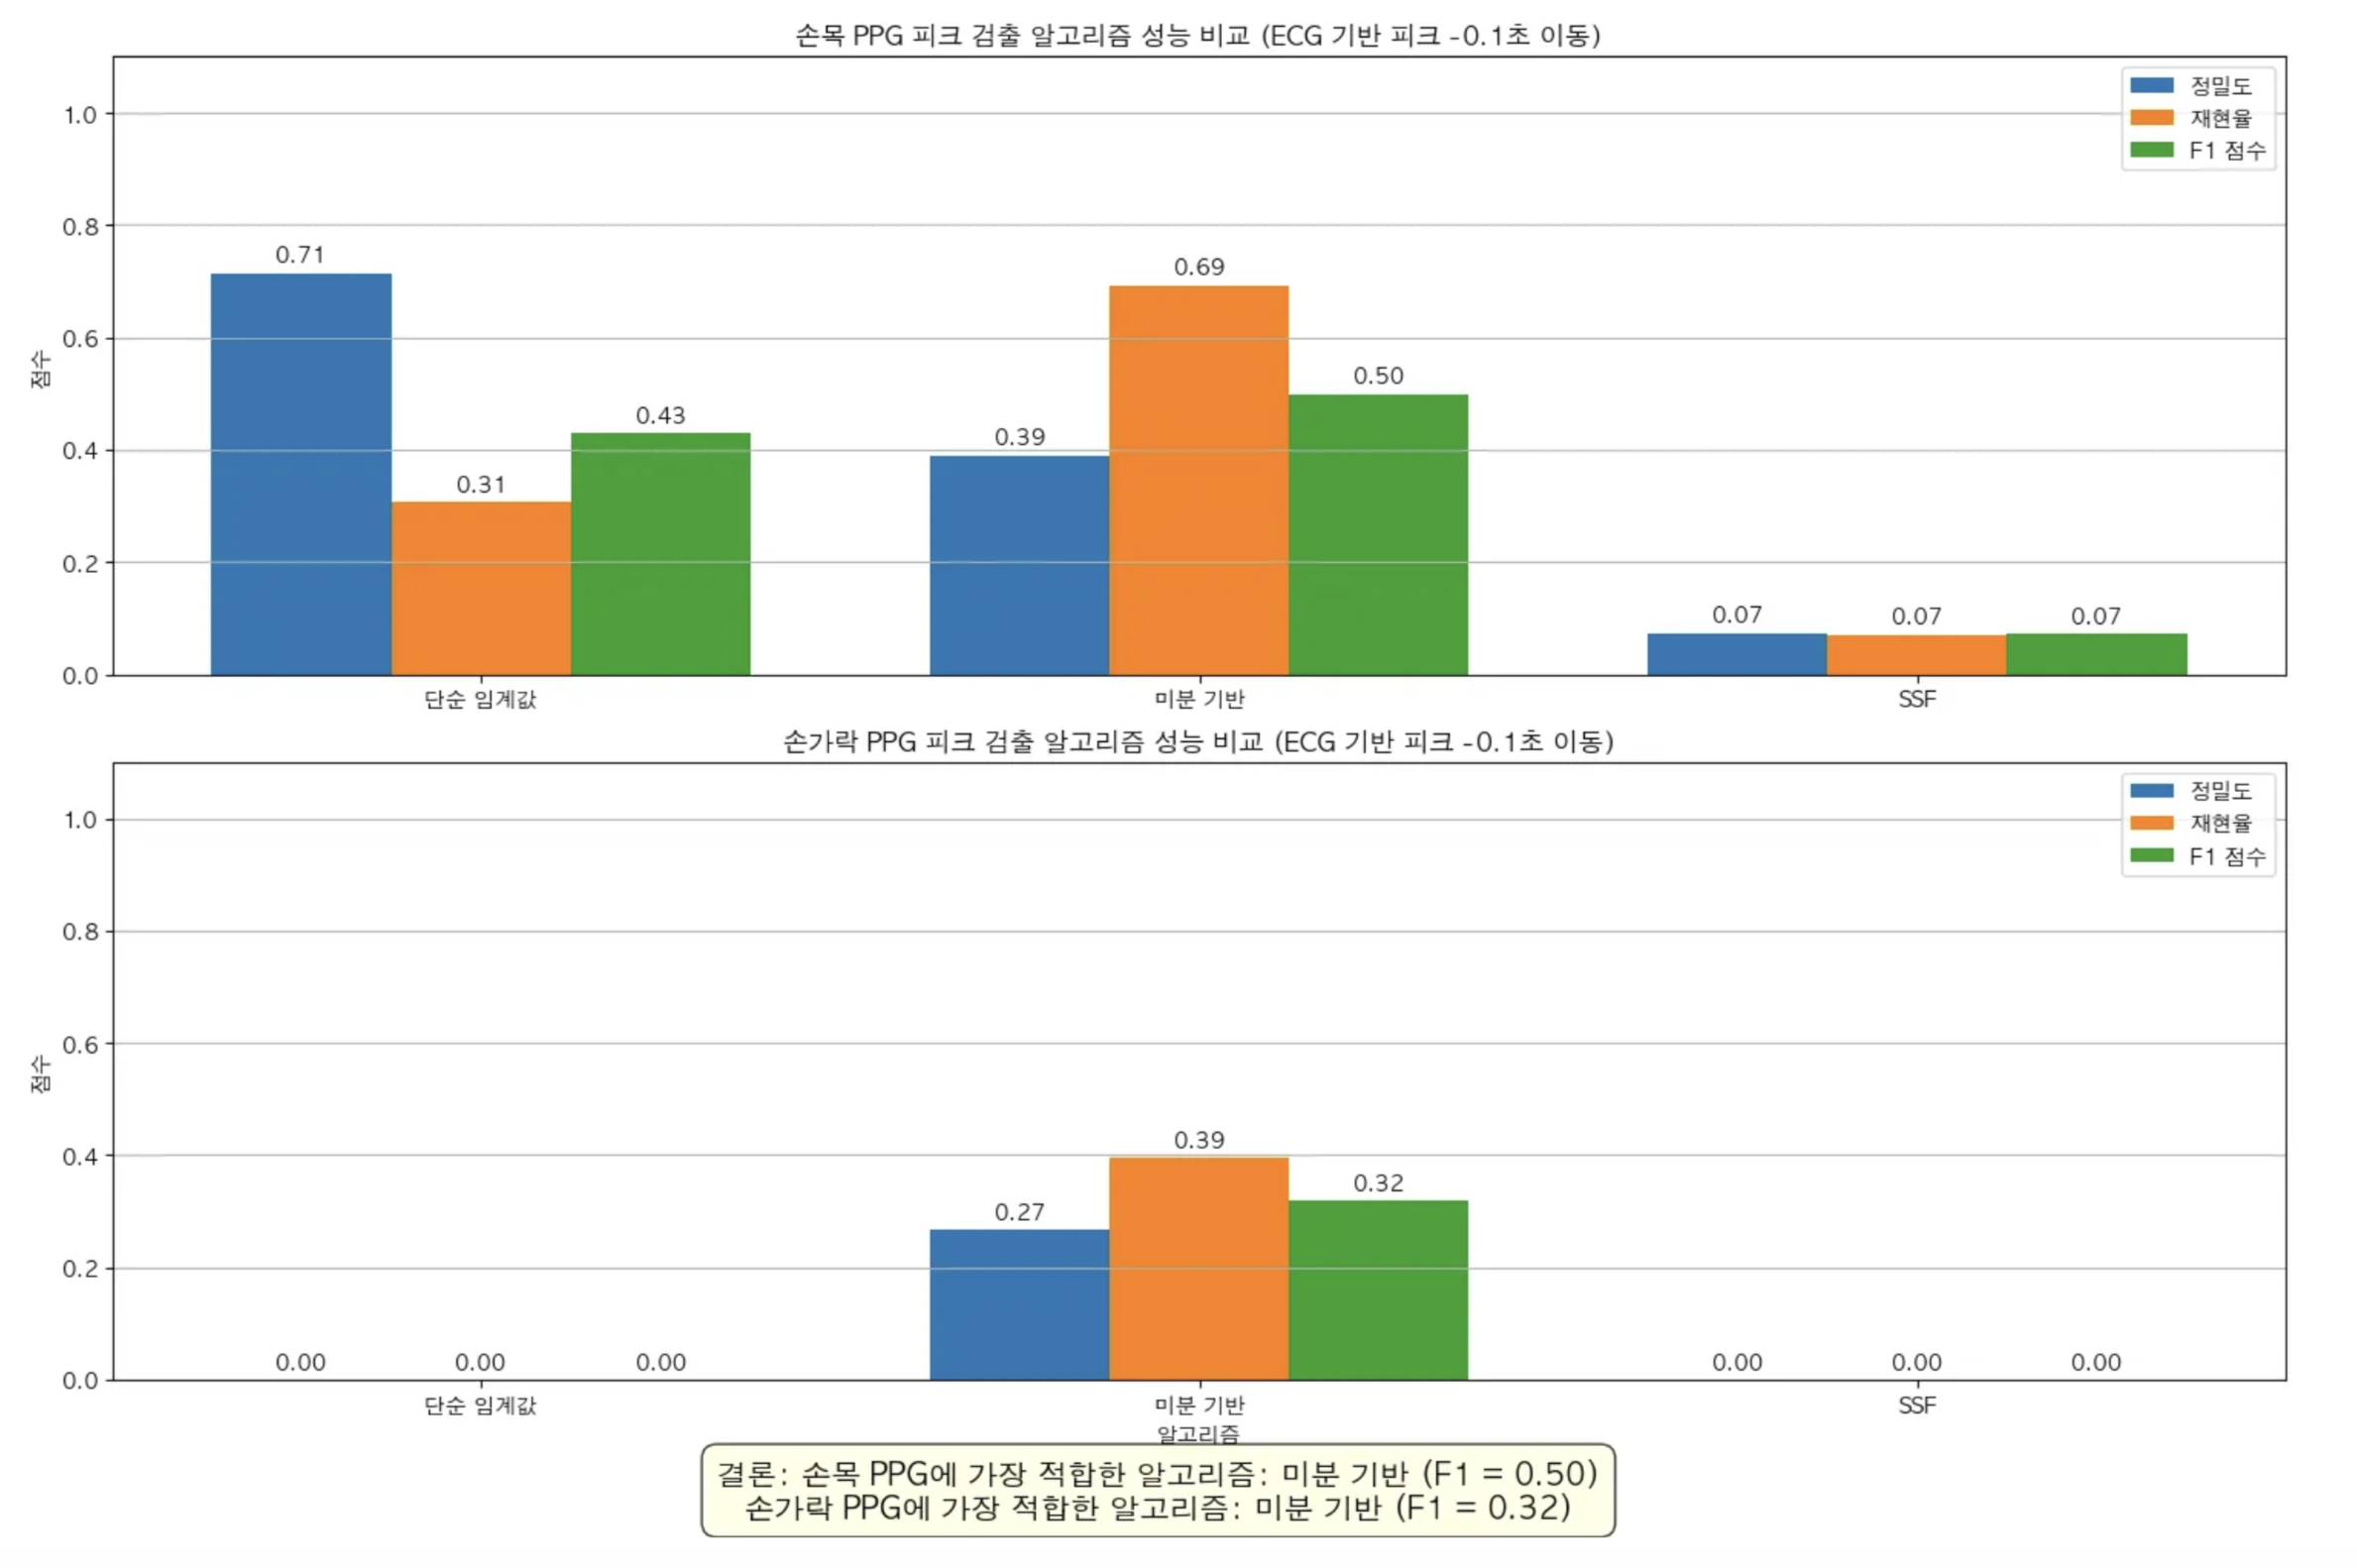 손목 PPG 피크 검출 알고리즘 성능 비교 (ECG 기반 피크 -0.1초 이동)
정밀도
재현율
F1 점수
점수
1.0
0.8
0.6
0.4
0.2
0.0
0.71
0.31
0.43
0.39
0.69
0.50
0.07
0.07
0.07
단순 임계값
미분 기반
SSF
손가락 PPG 피크 검출 알고리즘 성능 비교 (ECG 기반 피크 -0.1초 이동)
정밀도
재현율
F1 점수
점수
1.0
0.8
0.6
0.4
0.2
0.0
0.00
0.00
0.00
0.27
0.39
0.32
0.00
0.00
0.00
단순 임계값
미분 기반
SSF
알고리즘
결론: 손목 PPG에 가장 적합한 알고리즘: 미분 기반 (F1 = 0.50)
손가락 PPG에 가장 적합한 알고리즘: 미분 기반 (F1 = 0.32)